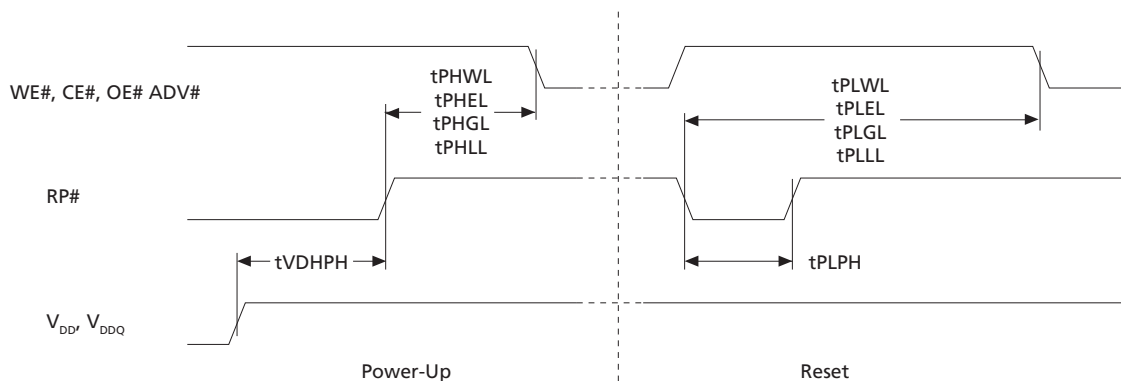 WE#, CE#, OE# ADV#
tPHWL
tPHEL
tPHGL
tPHLL
tPLWL
tPLEL
tPLGL
tPLLL
RP#
tVDHPH
tPLPH
VDD, VDDQ
Power-Up
Reset